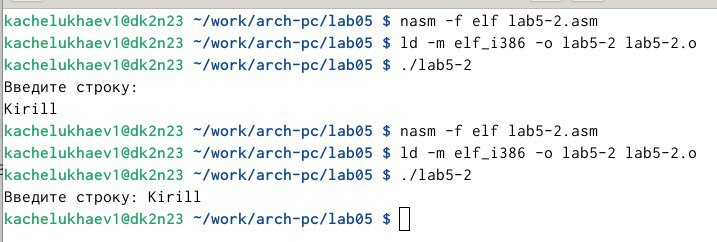 kachelukhaev1@dk2n23 ~/work/arch-pc/lab05 $ nasm -f elf lab5-2.asm
kachelukhaev1@dk2n23 ~/work/arch-pc/lab05 $ ld -m elf_i386 -o lab5-2 lab5-2.o
kachelukhaev1@dk2n23 ~/work/arch-pc/lab05 $ ./lab5-2
Введите строку:
Kirill
kachelukhaev1@dk2n23 ~/work/arch-pc/lab05 $ nasm -f elf lab5-2.asm
kachelukhaev1@dk2n23 ~/work/arch-pc/lab05 $ ld -m elf_i386 -o lab5-2 lab5-2.o
kachelukhaev1@dk2n23 ~/work/arch-pc/lab05 $ ./lab5-2
Введите строку: Kirill
kachelukhaev1@dk2n23 ~/work/arch-pc/lab05 $